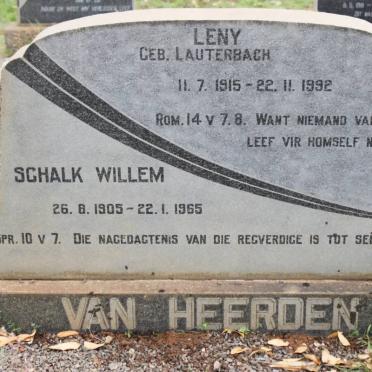 LENY
GEB. LAUTERBACH
11. 7. 1915 - 22. 11. 1992
ROM. 14 V 7. 8. WANT NIEMAND VA
LEEF VIR HOMSELF N
SCHALK WILLEM
26. 8. 1905 - 22. 1. 1965
SPR. 10 V 7. DIE NAGEDAGTENIS VAN DIE REGVERDIGE IS TOT SEË
VAN HEERDEN